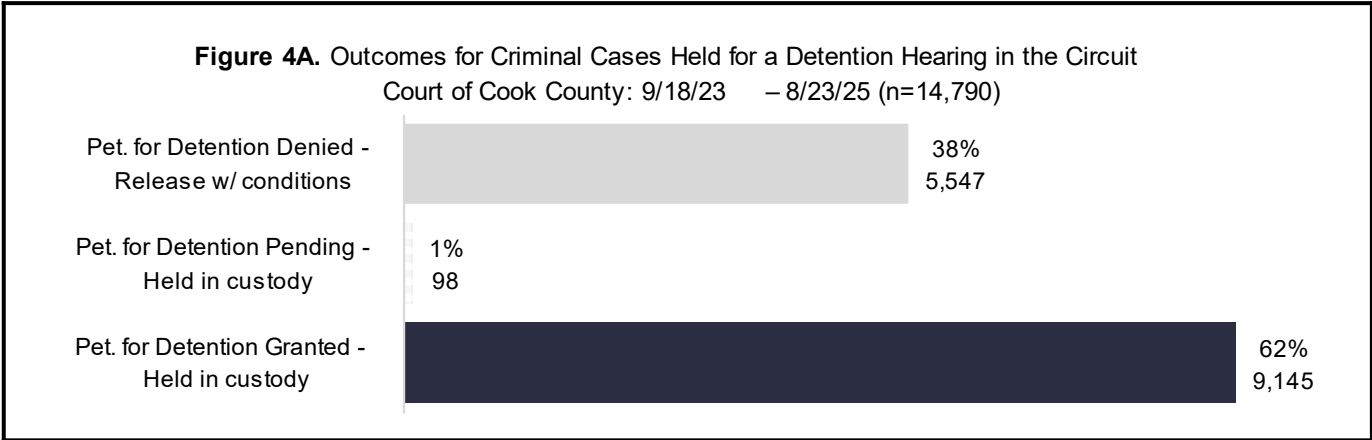 Figure 4A. Outcomes for Criminal Cases Held for a Detention Hearing in the Circuit
Court of Cook County: 9/18/23 – 8/23/25 (n=14,790)
Pet. for Detention Denied -
Release w/ conditions
38%
5,547
Pet. for Detention Pending -
Held in custody
1%
98
Pet. for Detention Granted -
Held in custody
62%
9,145